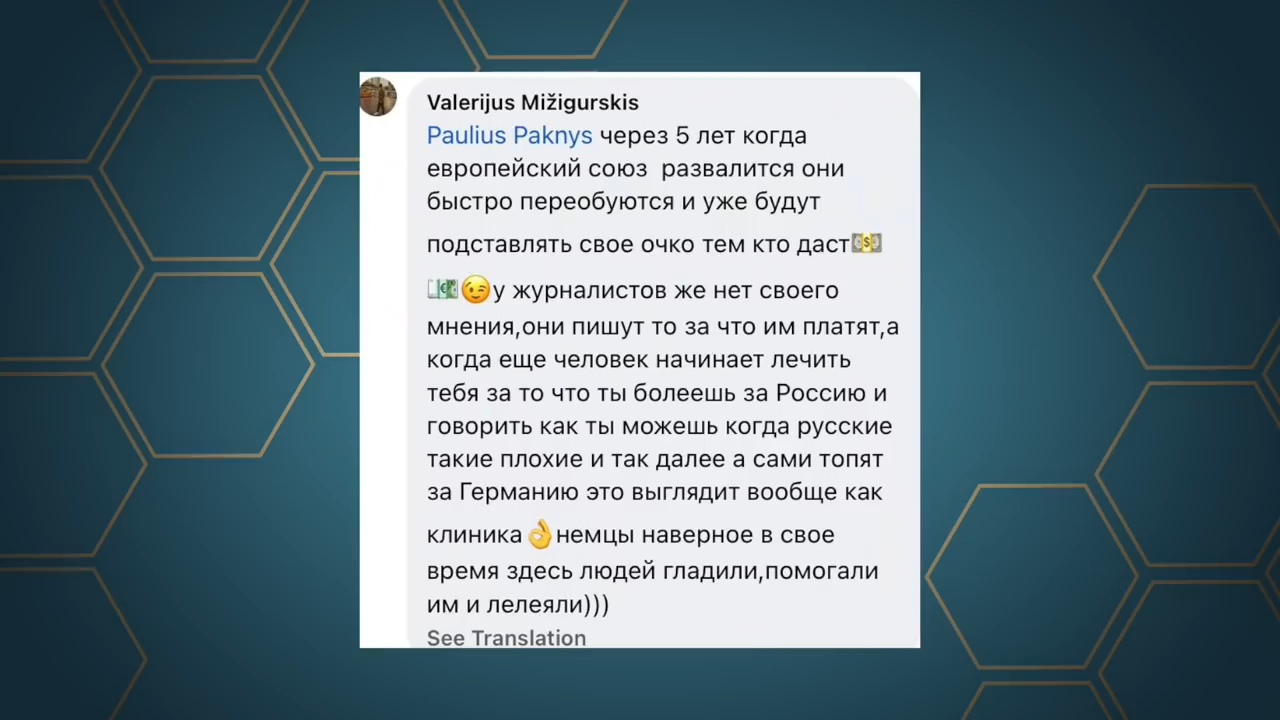 Valerijus Mižigurskis
Paulius Paknys через 5 лет когда
европейский союз  развалится они
быстро переобуются и уже будут
подставлять свое очко тем кто даст💵
💶😉у журналистов же нет своего
мнения,они пишут то за что им платят,а
когда еще человек начинает лечить
тебя за то что ты болеешь за Россию и
говорить как ты можешь когда русские
такие плохие и так далее а сами топят
за Германию это выглядит вообще как
клиника👌немцы наверное в свое
время здесь людей гладили,помогали
им и лелеяли)))
See Translation